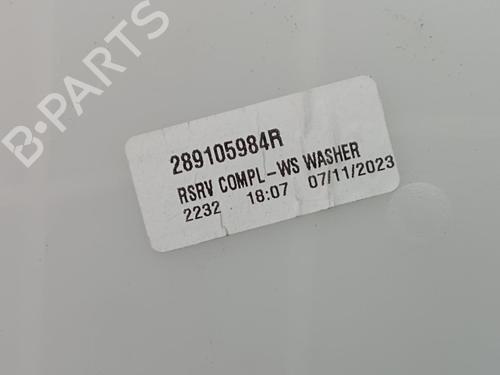 B-PARTS
289105984R
RSRV COMPL-WS WASHER
2232 18:07 07/11/2023